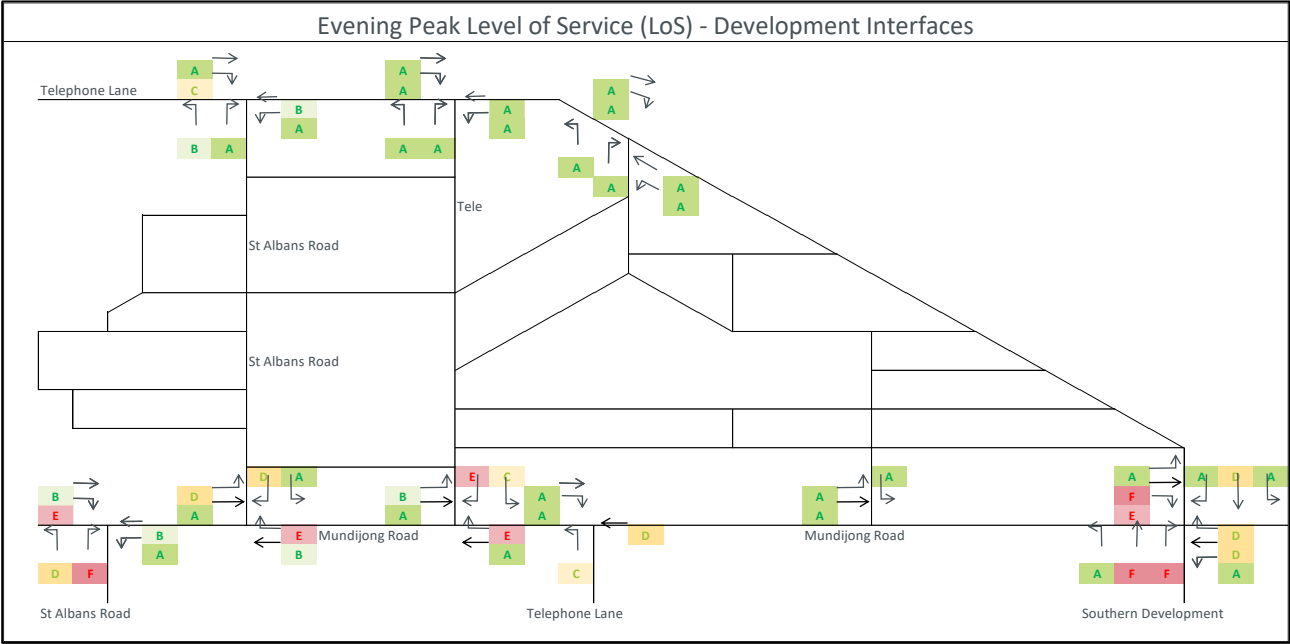 Evening Peak Level of Service (LoS) - Development Interfaces
A A A
Telephone Lane C A A
B A A
A A
B A A A A
A A
A
Tele
St Albans Road
St Albans Road
D A E C A A A D A
B D B A A F
E A A A A E
B E Mundijong Road E D Mundijong Road D
A B A D
D F C A F F A
St Albans Road Telephone Lane Southern Development